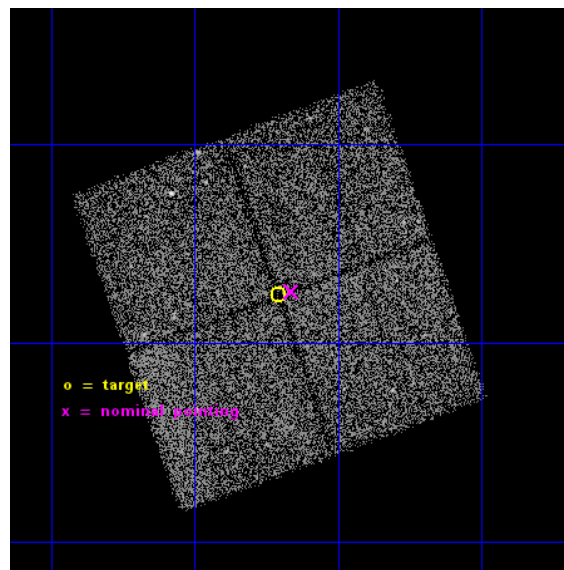 o = target
x = nominal pointing